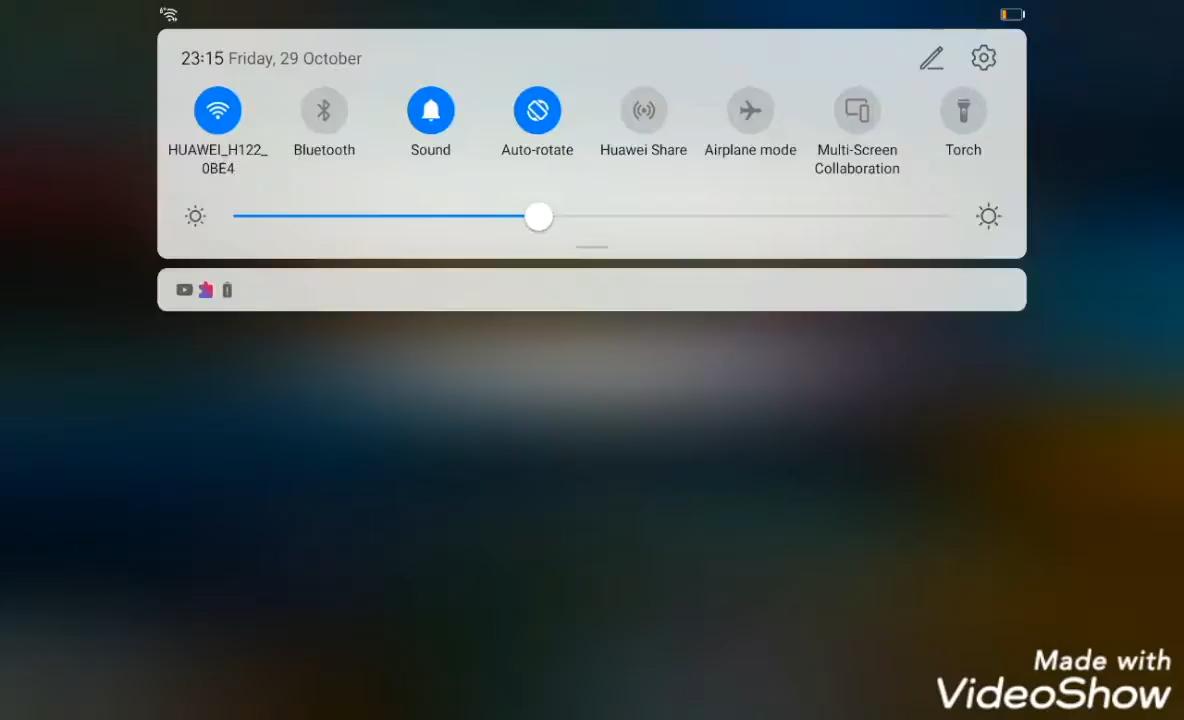 23:15 Friday, 29 October
HUAWEI_H122_
0BE4
Bluetooth
Sound
Auto-rotate
Huawei Share
Airplane mode
Multi-Screen
Collaboration
Torch
Made with
VideoShow